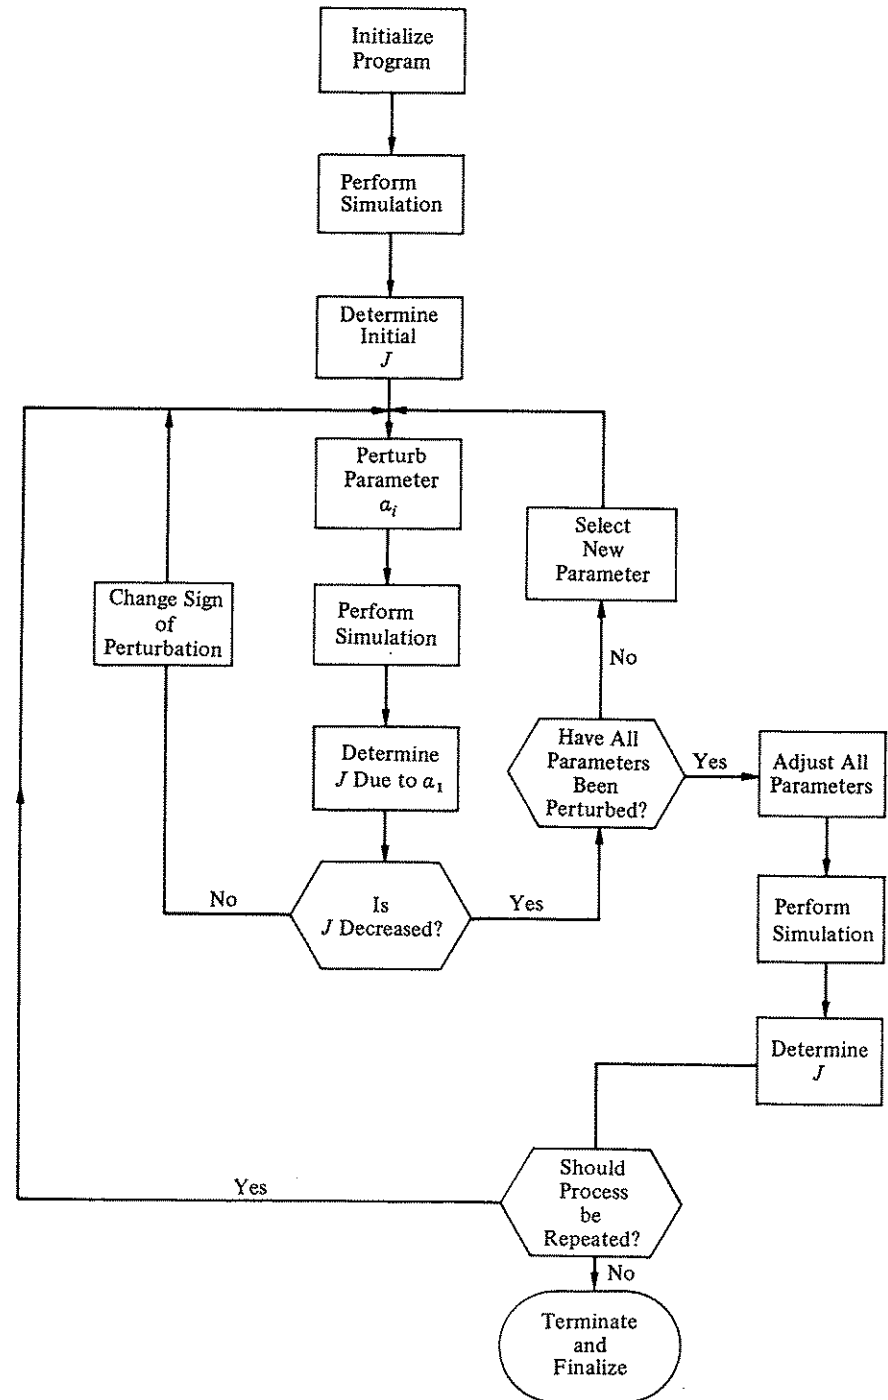 Initialize
Program
Perform
Simulation
Determine
Initial
J
Perturb
Parameter
a_i
Select
New
Parameter
Change Sign
of
Perturbation
Perform
Simulation
No
Determine
J Due to a_1
Have All
Parameters
Been
Perturbed?
Yes
Adjust All
Parameters
No
Is
J Decreased?
Yes
Perform
Simulation
Determine
J
Yes
Should
Process
be
Repeated?
No
Terminate
and
Finalize